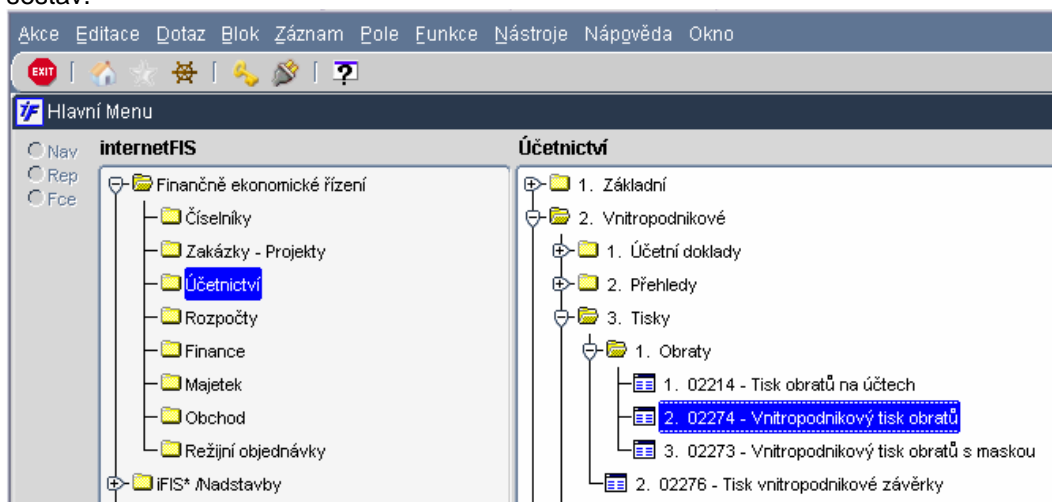 sestav:
Akce Editace Dotaz Blok Záznam Pole Funkce Nástroje Nápověda Okno
EXIT
Hlavní Menu
Nav
Rep
Fce
internetFIS
Finančně ekonomické řízení
Číselníky
Zakázky - Projekty
Účetnictví
Rozpočty
Finance
Majetek
Obchod
Režijní objednávky
iFIS* /Nadstavby
Účetnictví
1. Základní
2. Vnitropodnikové
1. Účetní doklady
2. Přehledy
3. Tisky
1. Obraty
1. 02214 - Tisk obratů na účtech
2. 02274 - Vnitropodnikový tisk obratů
3. 02273 - Vnitropodnikový tisk obratů s maskou
2. 02276 - Tisk vnitropodnikové závěrky